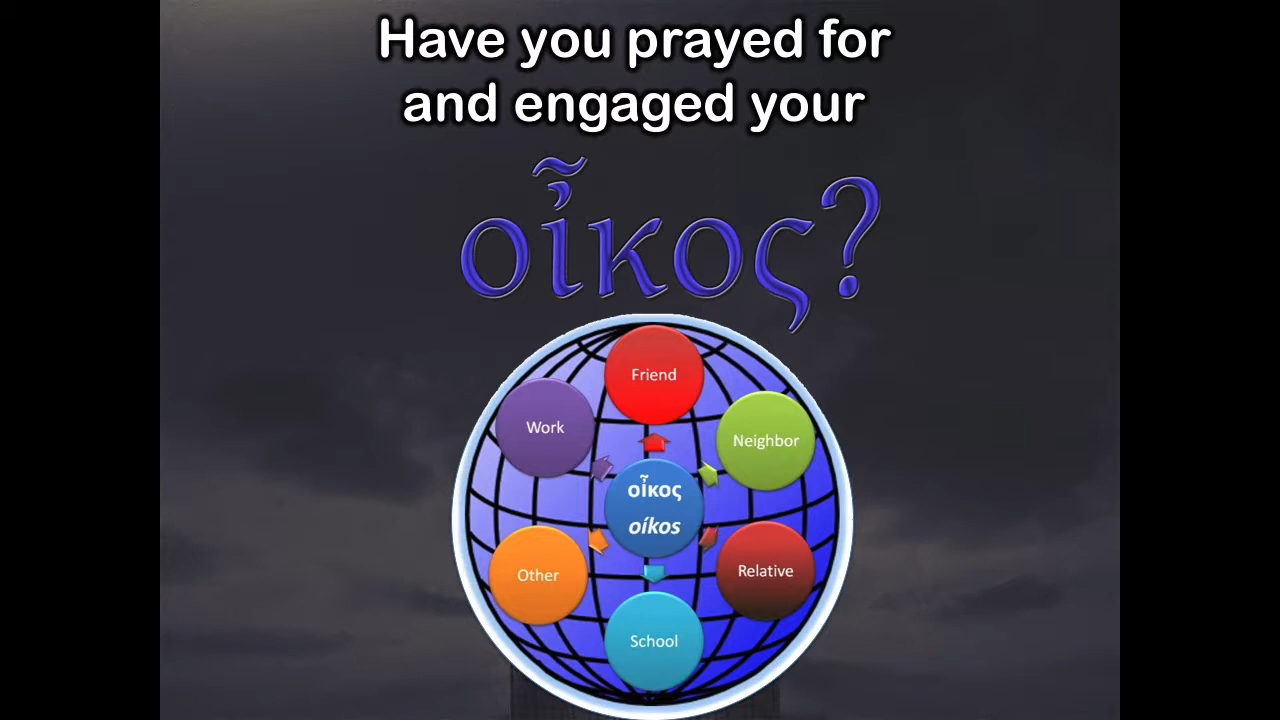 Have you prayed for
and engaged your
οἶκος?
Friend
Work
Neighbor
οἶκος
oíkos
Other
Relative
School